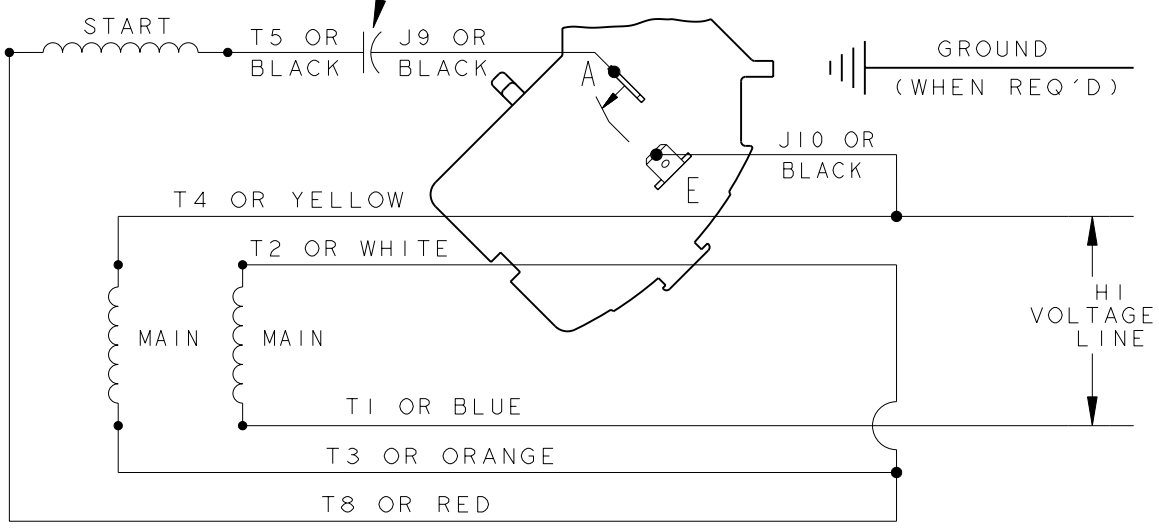 START
T5 OR
BLACK
J9 OR
BLACK
A
GROUND
(WHEN REQ'D)
J10 OR
BLACK
E
T4 OR YELLOW
T2 OR WHITE
HI
VOLTAGE
LINE
MAIN
MAIN
T1 OR BLUE
T3 OR ORANGE
T8 OR RED